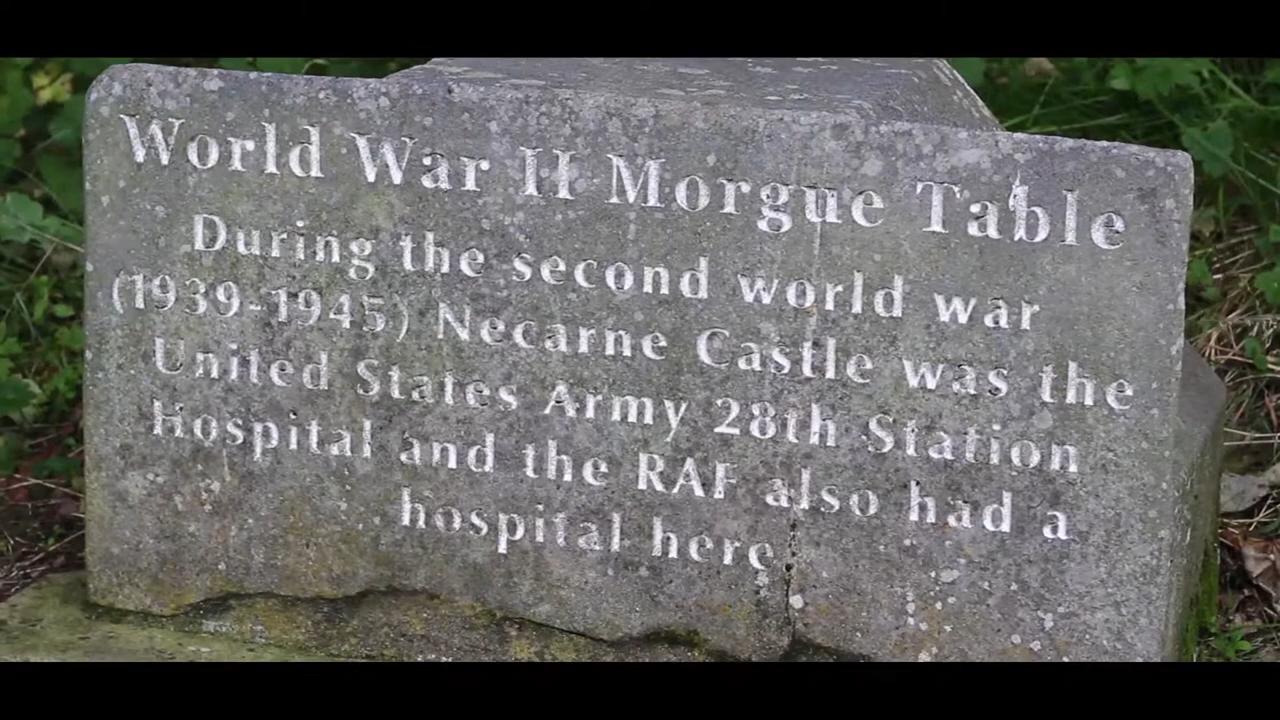 World War II Morgue Table
During the second world war
(1939-1945) Necarne Castle was the
United States Army 28th Station
Hospital and the RAF also had a
hospital here